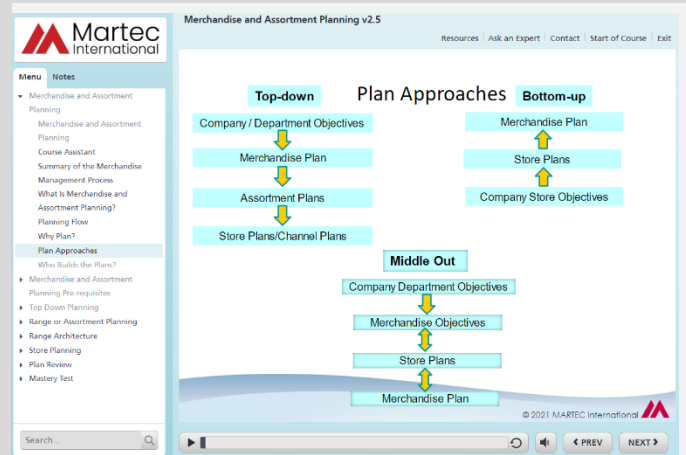 Martec
International
Merchandise and Assortment Planning v2.5
Resources Ask an Expert Contact Start of Course Exit
Menu Notes
Merchandise and Assortment
Planning
Merchandise and Assortment
Planning
Course Assistant
Summary of the Merchandise
Management Process
What Is Merchandise and
Assortment Planning?
Planning Flow
Why Plan?
Plan Approaches
Who Builds the Plans?
Merchandise and Assortment
Planning Pre-requisites
Top Down Planning
Range or Assortment Planning
Range Architecture
Store Planning
Plan Review
Mastery Test
Search...
Plan Approaches
Top-down
Company / Department Objectives
Merchandise Plan
Assortment Plans
Store Plans/Channel Plans
Bottom-up
Merchandise Plan
Store Plans
Company Store Objectives
Middle Out
Company Department Objectives
Merchandise Objectives
Store Plans
Merchandise Plan
© 2021 MARTEC International
PREV
NEXT